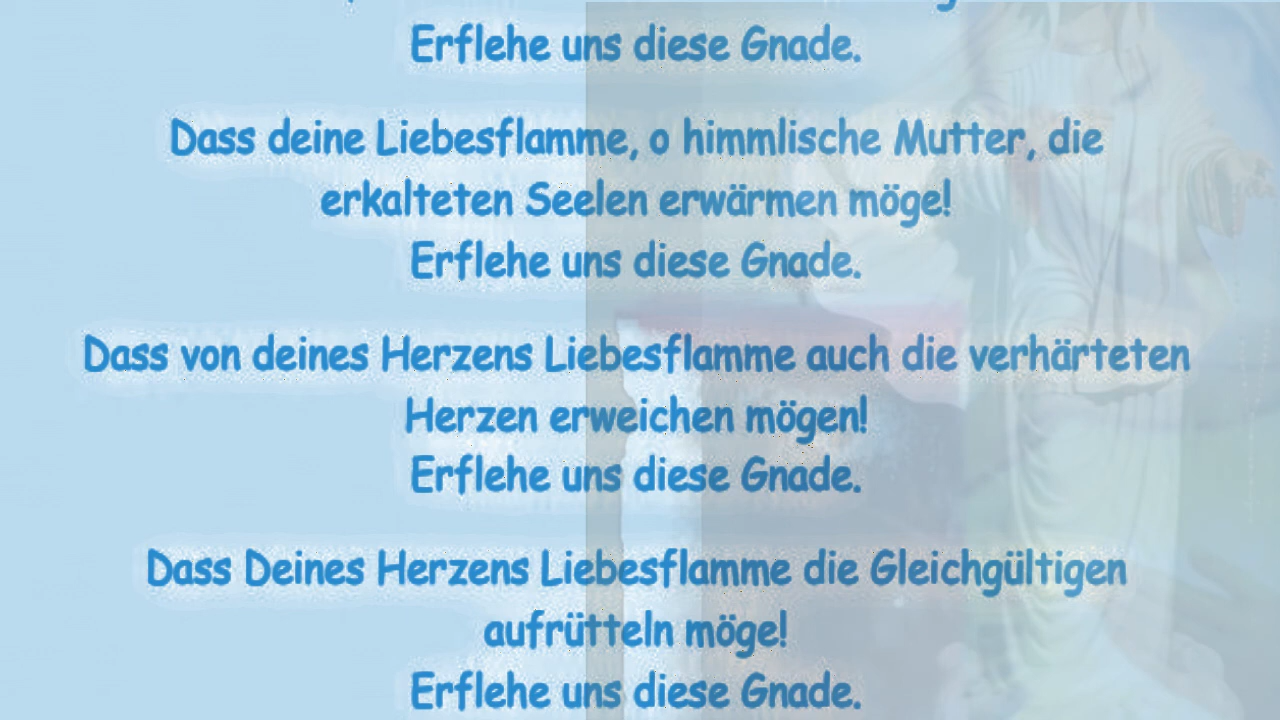 Erflehe uns diese Gnade.
Dass deine Liebesflamme, o himmlische Mutter, die
erkalteten Seelen erwärmen möge!
Erflehe uns diese Gnade.
Dass von deines Herzens Liebesflamme auch die verhärteten
Herzen erweichen mögen!
Erflehe uns diese Gnade.
Dass Deines Herzens Liebesflamme die Gleichgültigen
aufrütteln möge!
Erflehe uns diese Gnade.